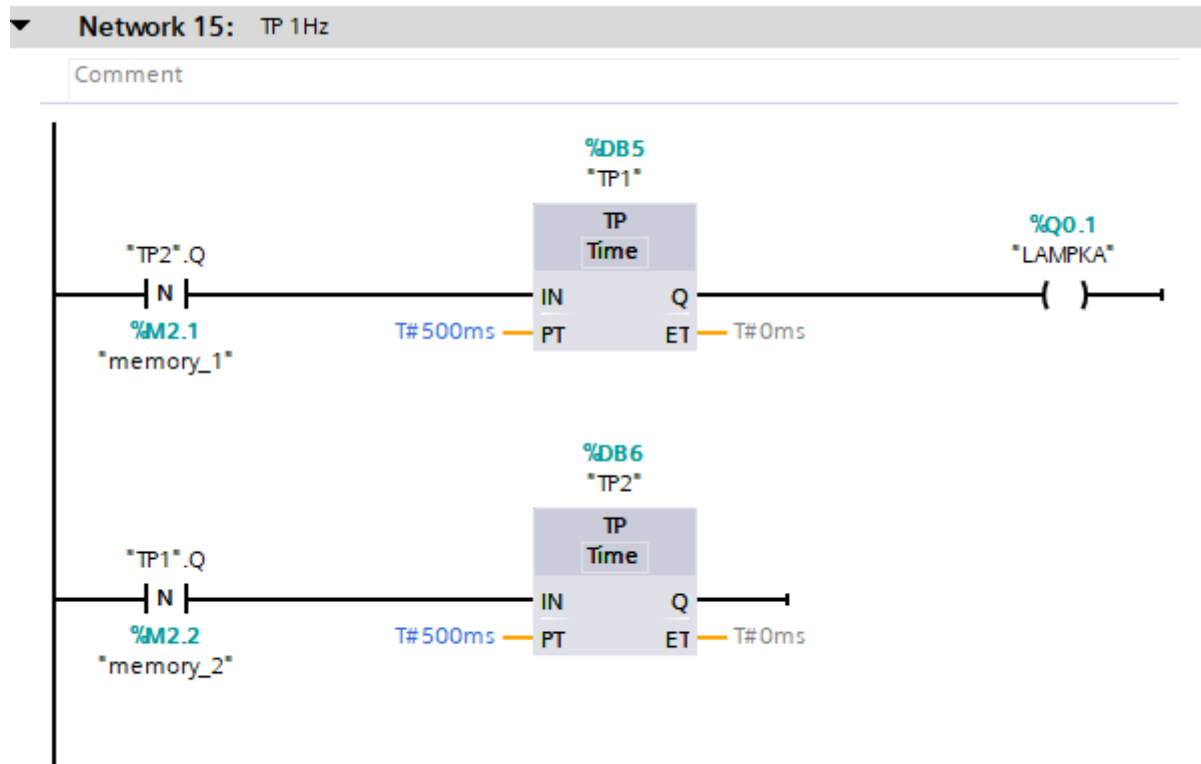 Network 15: TP 1Hz
Comment
%DB5
"TP1"
TP
Time
%Q0.1
"LAMPKA"
"TP2".Q
N
IN
Q
%M2.1
"memory_1"
T#500ms
PT
ET
T#0ms
%DB6
"TP2"
TP
Time
"TP1".Q
N
IN
Q
%M2.2
"memory_2"
T#500ms
PT
ET
T#0ms